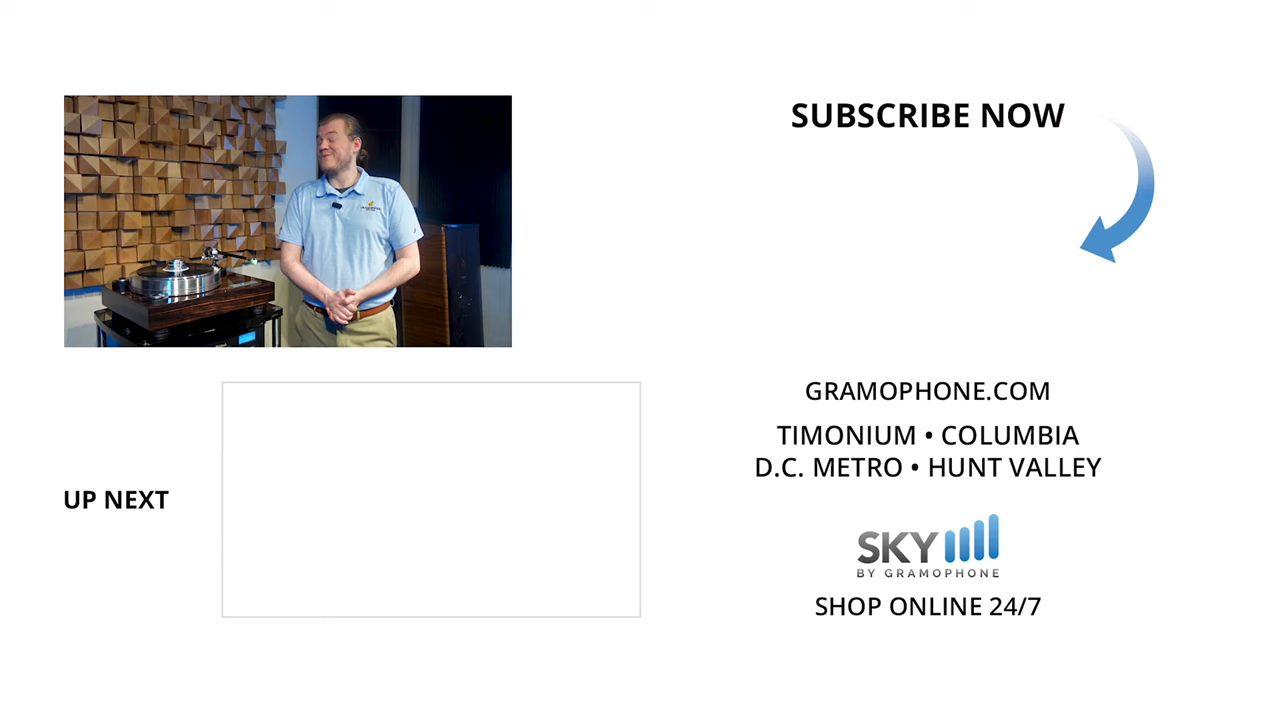 SUBSCRIBE NOW
UP NEXT
GRAMOPHONE.COM
TIMONIUM • COLUMBIA
D.C. METRO • HUNT VALLEY
SKY
BY GRAMOPHONE
SHOP ONLINE 24/7